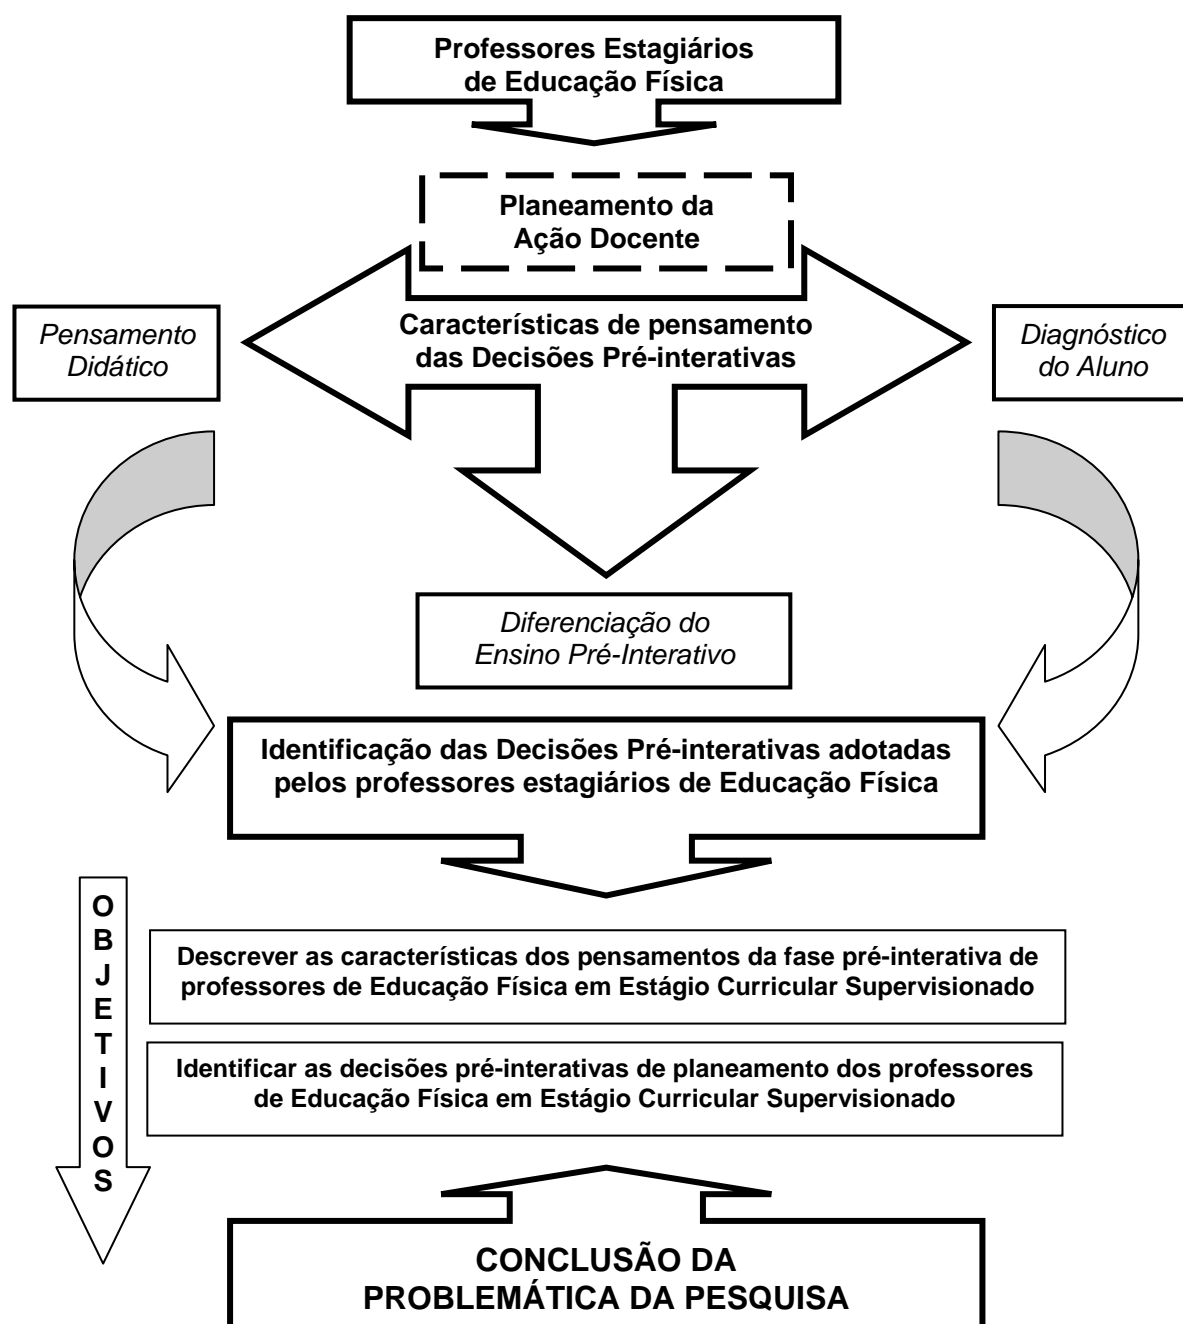 Professores Estagiários
de Educação Física
Planeamento da
Ação Docente
Pensamento
Didático
Características de pensamento
das Decisões Pré-interativas
Diagnóstico
do Aluno
Diferenciação do
Ensino Pré-Interativo
Identificação das Decisões Pré-interativas adotadas
pelos professores estagiários de Educação Física
OBJETIVOS
Descrever as características dos pensamentos da fase pré-interativa de
professores de Educação Física em Estágio Curricular Supervisionado
Identificar as decisões pré-interativas de planeamento dos professores
de Educação Física em Estágio Curricular Supervisionado
CONCLUSÃO DA
PROBLEMÁTICA DA PESQUISA